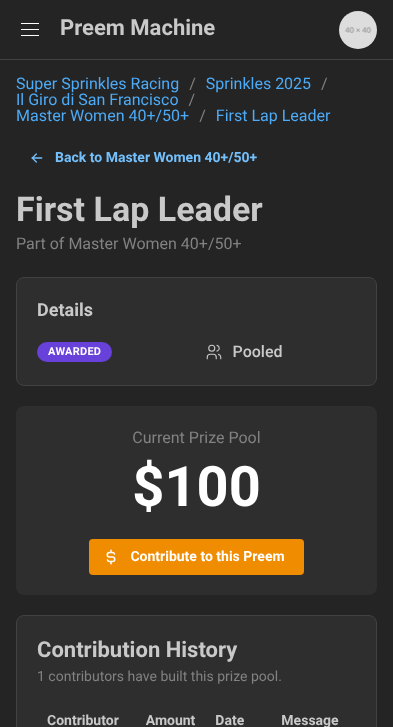 Preem Machine
40 × 40
Super Sprinkles Racing / Sprinkles 2025 /
Il Giro di San Francisco /
Master Women 40+/50+ / First Lap Leader
← Back to Master Women 40+/50+
First Lap Leader
Part of Master Women 40+/50+
Details
AWARDED Pooled
Current Prize Pool
$100
$ Contribute to this Preem
Contribution History
1 contributors have built this prize pool.
Contributor Amount Date Message